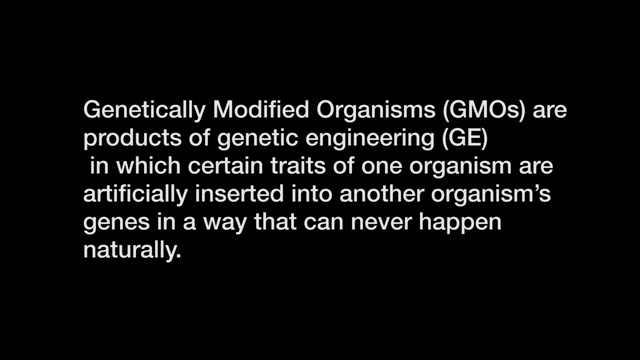 Genetically Modified Organisms (GMOs) are
products of genetic engineering (GE)
in which certain traits of one organism are
artificially inserted into another organism's
genes in a way that can never happen
naturally.